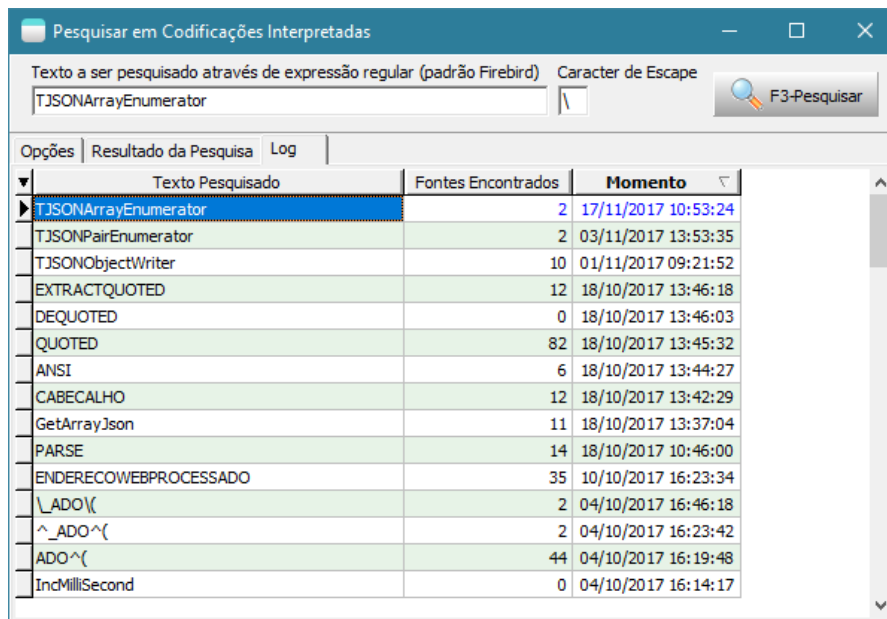 Pesquisar em Codificações Interpretadas
Texto a ser pesquisado através de expressão regular (padrão Firebird) Caracter de Escape
TJSONArrayEnumerator \ F3-Pesquisar
Opções Resultado da Pesquisa Log
Texto Pesquisado Fontes Encontrados Momento
TJSONArrayEnumerator 2 17/11/2017 10:53:24
TJSONPairEnumerator 2 03/11/2017 13:53:35
TJSONObjectWriter 10 01/11/2017 09:21:52
EXTRACTQUOTED 12 18/10/2017 13:46:18
DEQUOTED 0 18/10/2017 13:46:03
QUOTED 82 18/10/2017 13:45:32
ANSI 6 18/10/2017 13:44:27
CABECALHO 12 18/10/2017 13:42:29
GetArrayJson 11 18/10/2017 13:37:04
PARSE 14 18/10/2017 10:46:00
ENDERECOWEBPROCESSADO 35 10/10/2017 16:23:34
\_ADO\( 2 04/10/2017 16:46:18
^_ADO^( 2 04/10/2017 16:23:42
ADO^( 44 04/10/2017 16:19:48
IncMilliSecond 0 04/10/2017 16:14:17